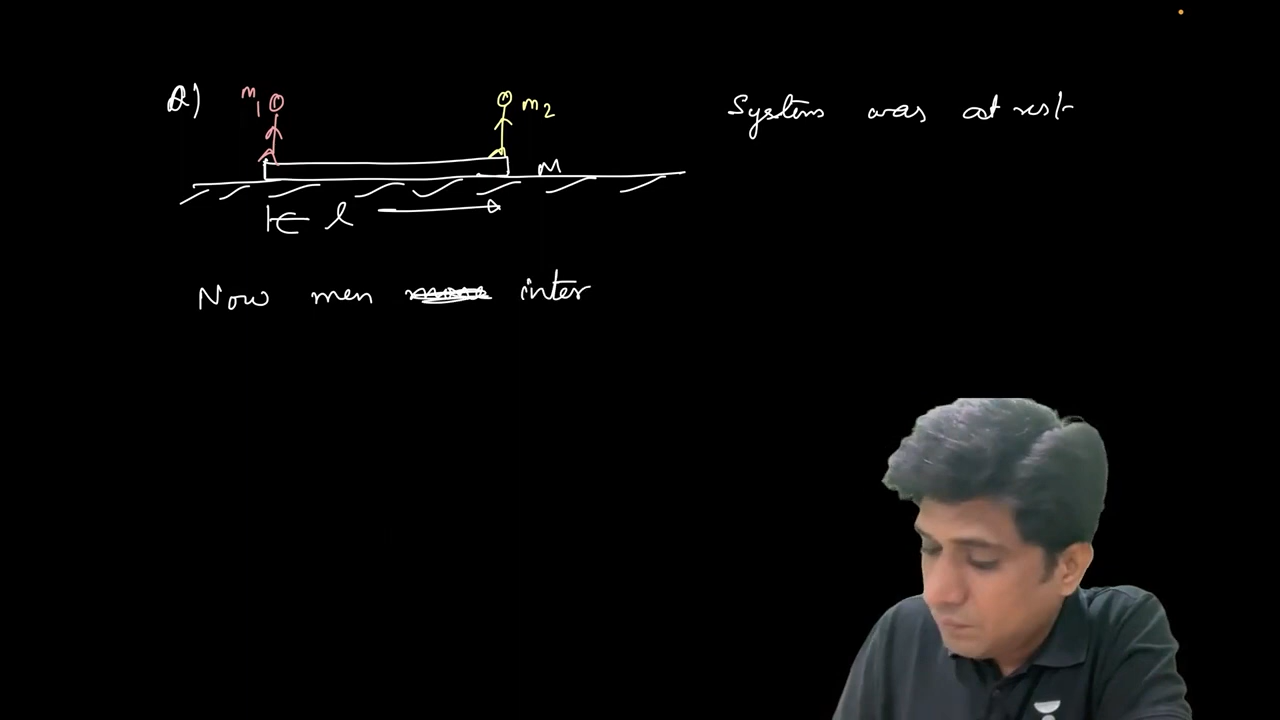 Q) m1 m2
System was at rest
M
l
Now men inter